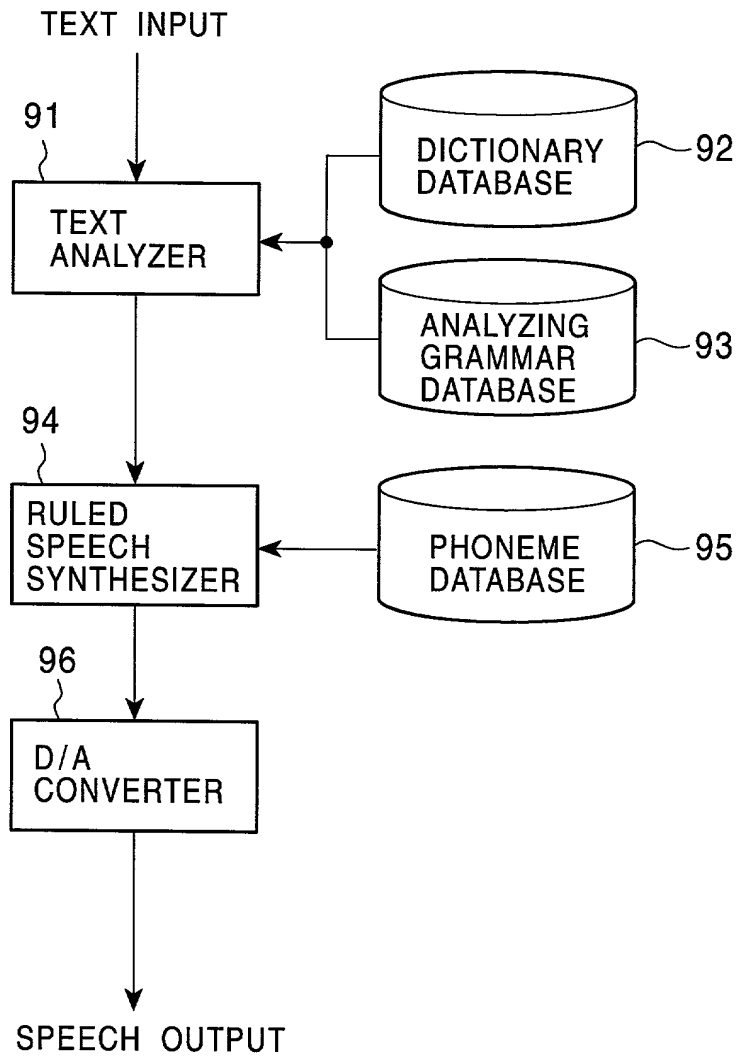 TEXT INPUT
91
TEXT
ANALYZER
DICTIONARY
DATABASE
92
ANALYZING
GRAMMAR
DATABASE
93
94
RULED
SPEECH
SYNTHESIZER
PHONEME
DATABASE
95
96
D/A
CONVERTER
SPEECH OUTPUT